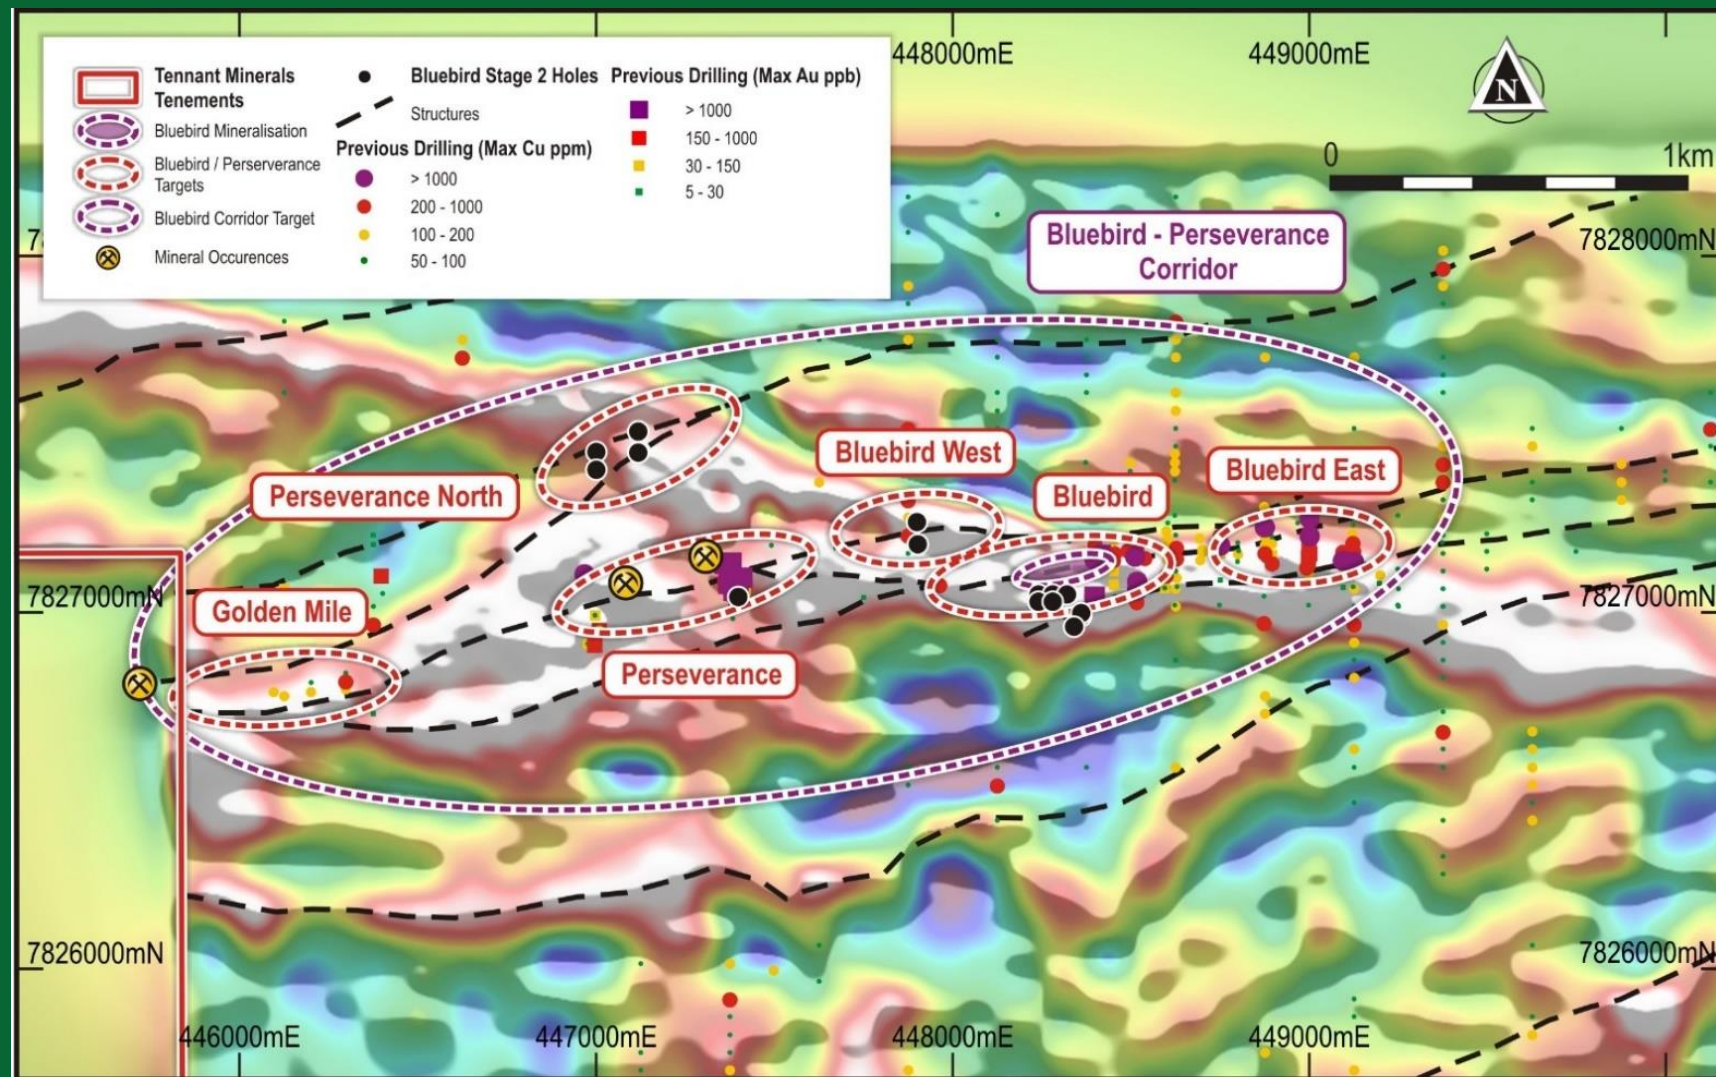 Tennant Minerals
Tenements
Bluebird Mineralisation
Bluebird / Perserverance
Targets
Bluebird Corridor Target
Mineral Occurences
Bluebird Stage 2 Holes
Structures
Previous Drilling (Max Cu ppm)
> 1000
200 - 1000
100 - 200
50 - 100
Previous Drilling (Max Au ppb)
> 1000
150 - 1000
30 - 150
5 - 30
448000mE
449000mE
N
0
1km
Bluebird - Perseverance
Corridor
7828000mN
Bluebird West
Bluebird
Bluebird East
Perseverance North
7827000mN
7827000mN
Golden Mile
Perseverance
7826000mN
7826000mN
446000mE
447000mE
448000mE
449000mE